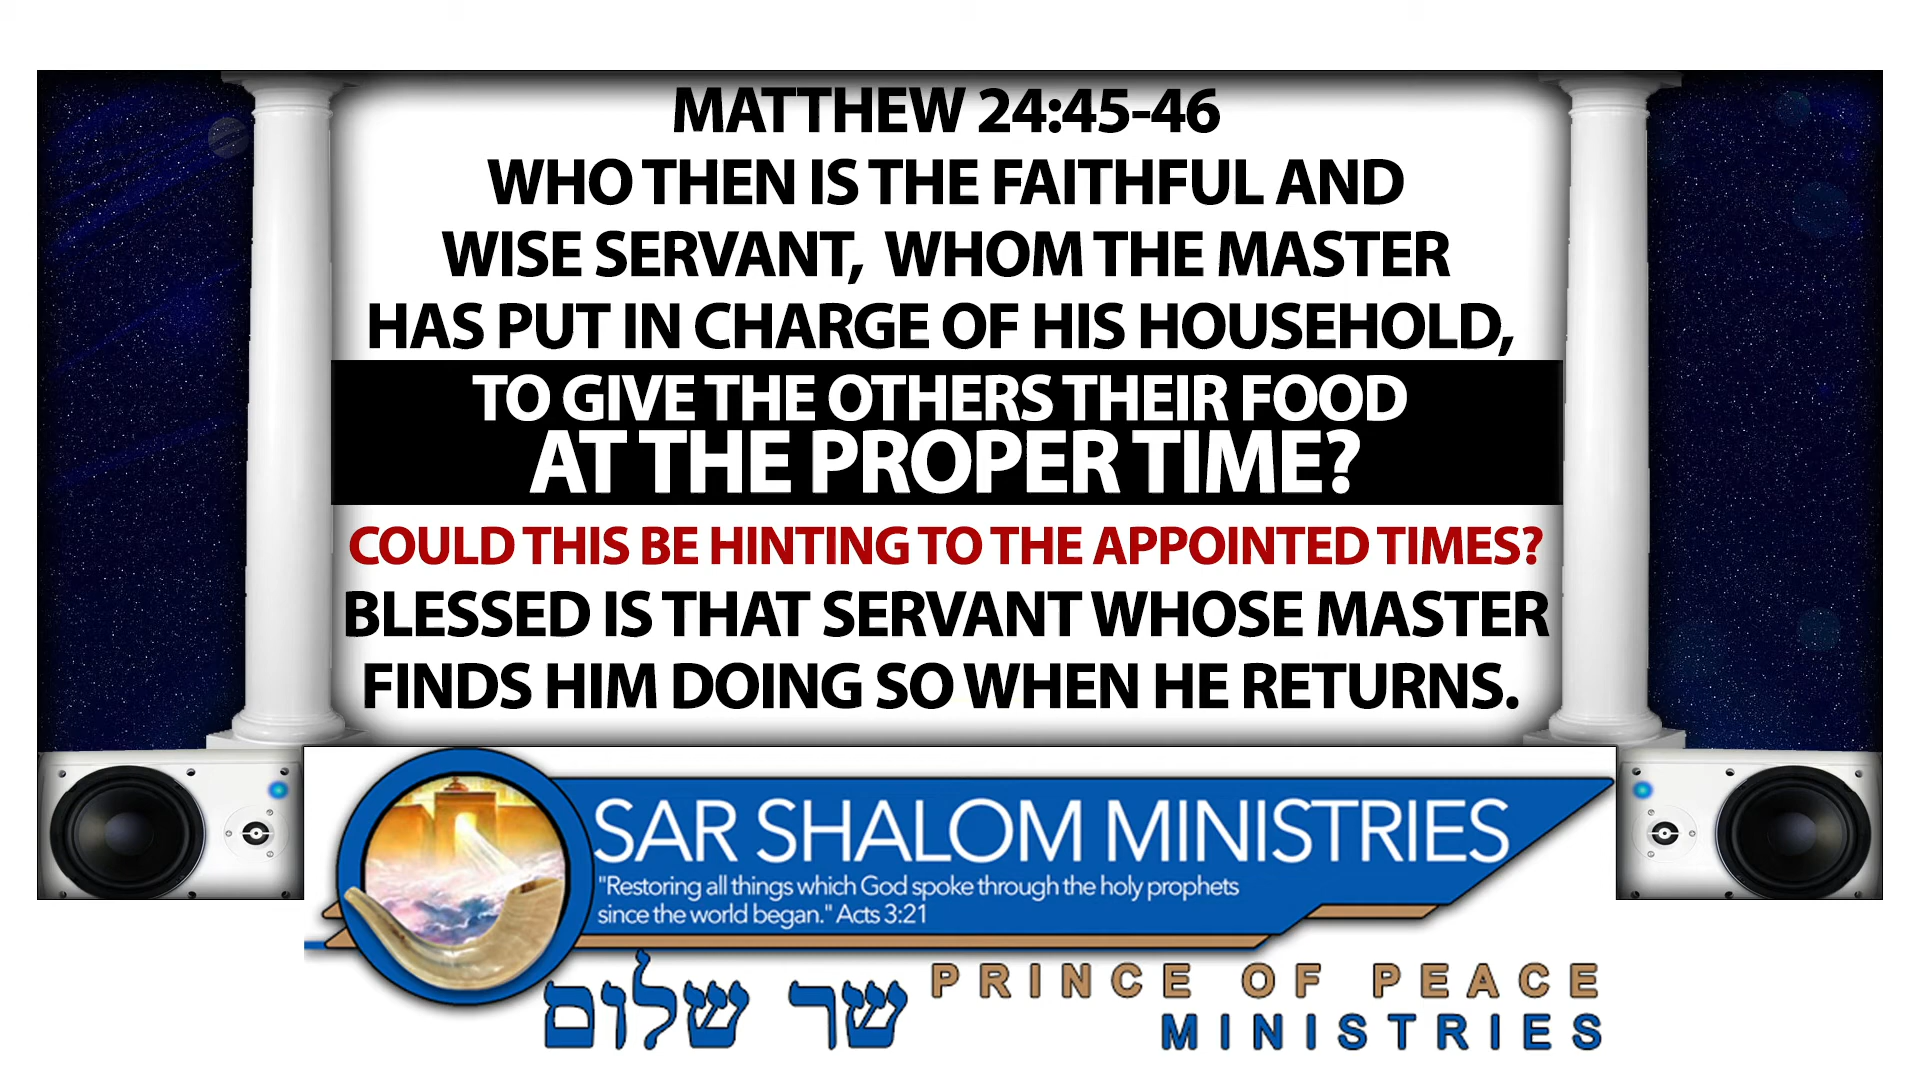 MATTHEW 24:45-46
WHO THEN IS THE FAITHFUL AND
WISE SERVANT, WHOM THE MASTER
HAS PUT IN CHARGE OF HIS HOUSEHOLD,
TO GIVE THE OTHERS THEIR FOOD
AT THE PROPER TIME?
COULD THIS BE HINTING TO THE APPOINTED TIMES?
BLESSED IS THAT SERVANT WHOSE MASTER
FINDS HIM DOING SO WHEN HE RETURNS.
SAR SHALOM MINISTRIES
"Restoring all things which God spoke through the holy prophets
since the world began." Acts 3:21
שר שלום
PRINCE OF PEACE
MINISTRIES